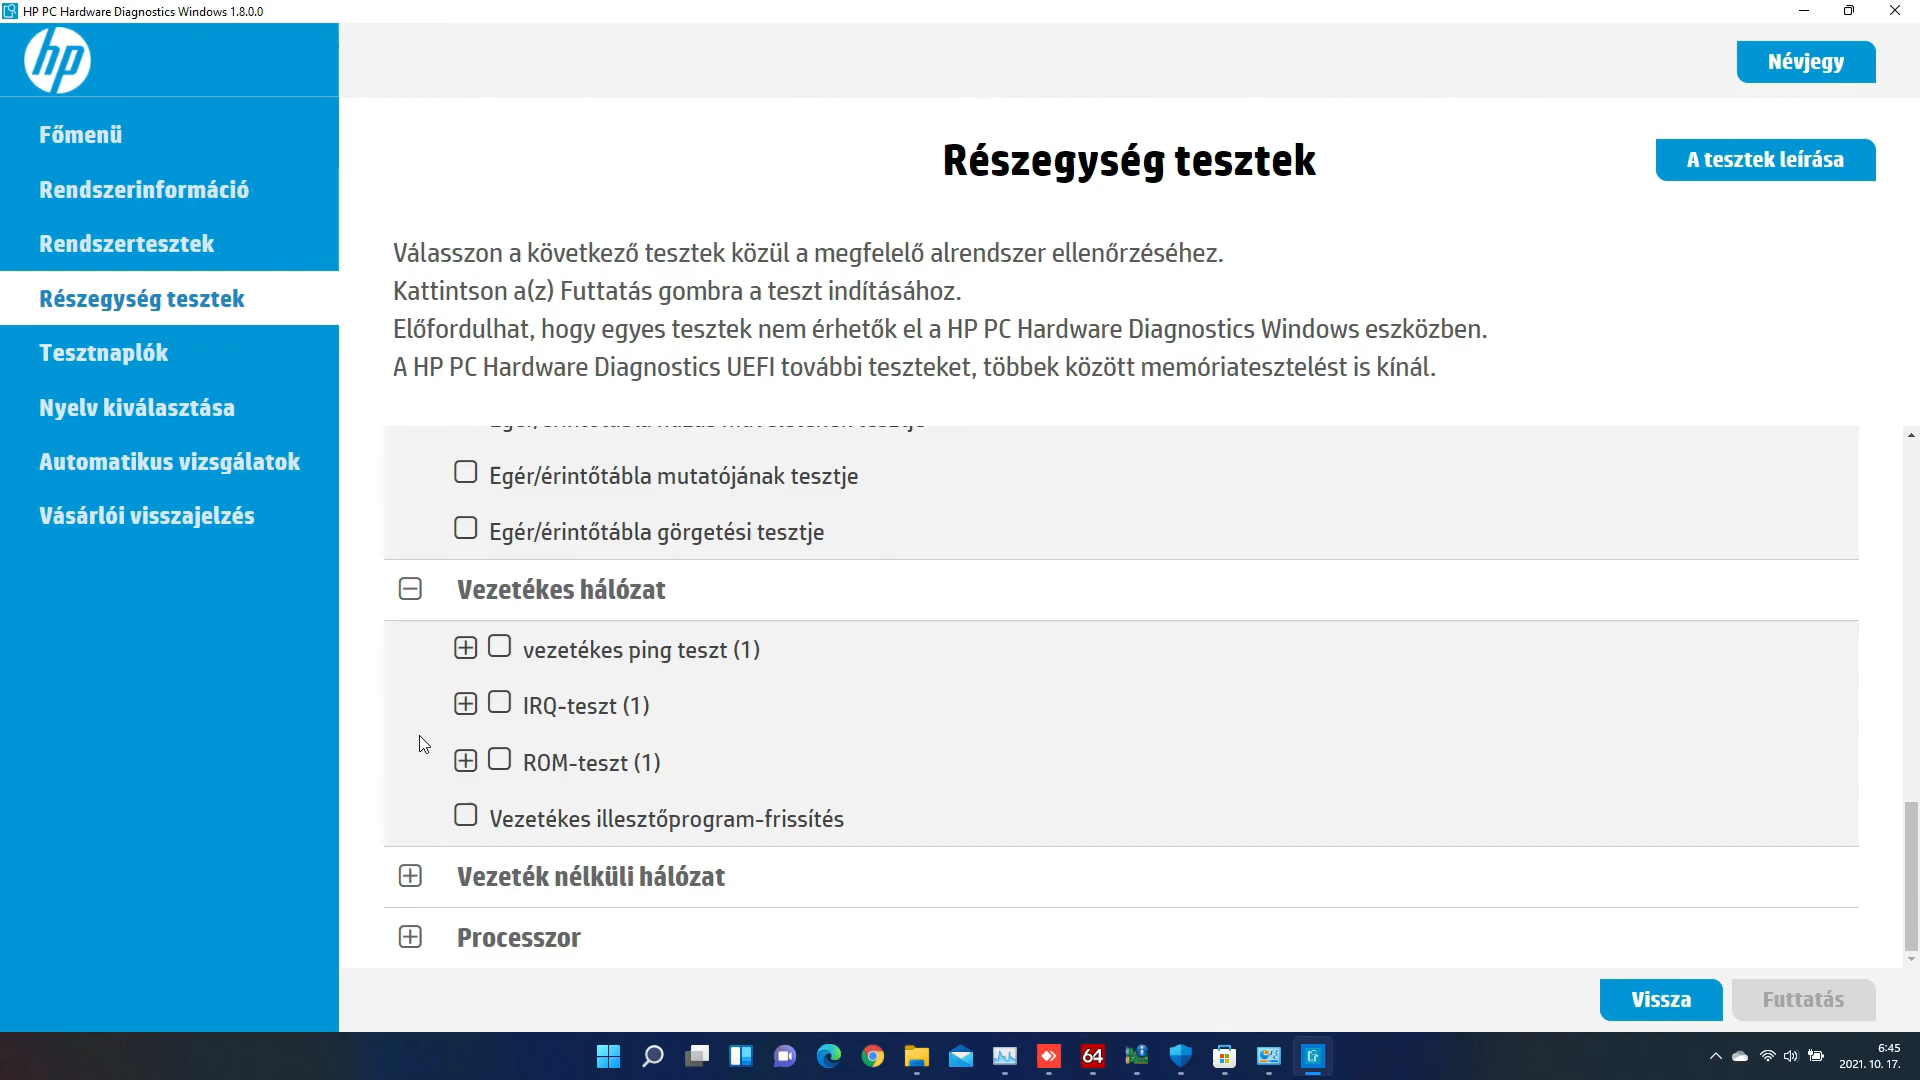 HP PC Hardware Diagnostics Windows 1.8.0.0
hp
Névjegy
Főmenü
Rendszerinformáció
Rendszertesztek
Részegység tesztek
Tesztnaplók
Nyelv kiválasztása
Automatikus vizsgálatok
Vásárlói visszajelzés
Részegység tesztek
A tesztek leírása
Válasszon a következő tesztek közül a megfelelő alrendszer ellenőrzéséhez.
Kattintson a(z) Futtatás gombra a teszt indításához.
Előfordulhat, hogy egyes tesztek nem érhetők el a HP PC Hardware Diagnostics Windows eszközben.
A HP PC Hardware Diagnostics UEFI további teszteket, többek között memóriatesztelést is kínál.
Egér/érintőtábla mutatójának tesztje
Egér/érintőtábla görgetési tesztje
Vezetékes hálózat
vezetékes ping teszt (1)
IRQ-teszt (1)
ROM-teszt (1)
Vezetékes illesztőprogram-frissítés
Vezeték nélküli hálózat
Processzor
Vissza
Futtatás
64
6:45
2021. 10. 17.